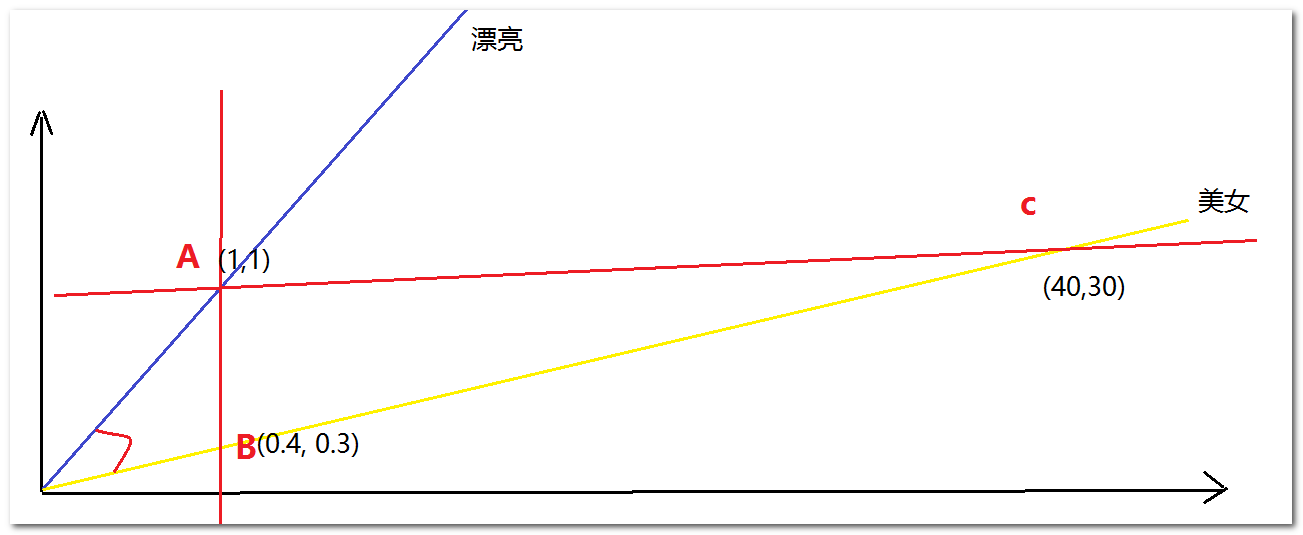 漂亮
美女
c
A (1,1)
(40,30)
B(0.4, 0.3)